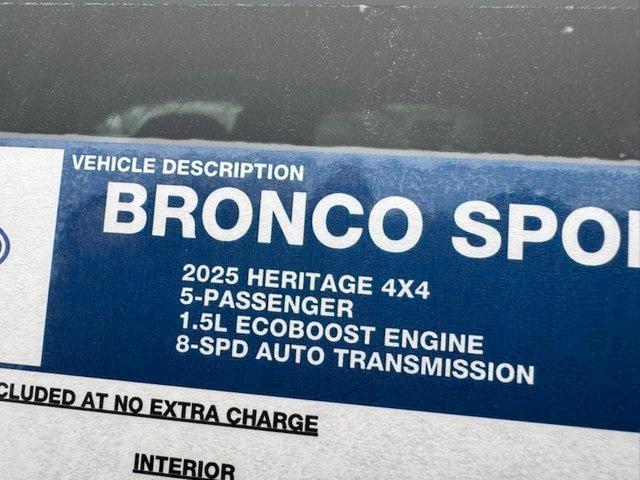 VEHICLE DESCRIPTION
BRONCO SPO
2025 HERITAGE 4X4
5-PASSENGER
1.5L ECOBOOST ENGINE
8-SPD AUTO TRANSMISSION
CLUDED AT NO EXTRA CHARGE
INTERIOR